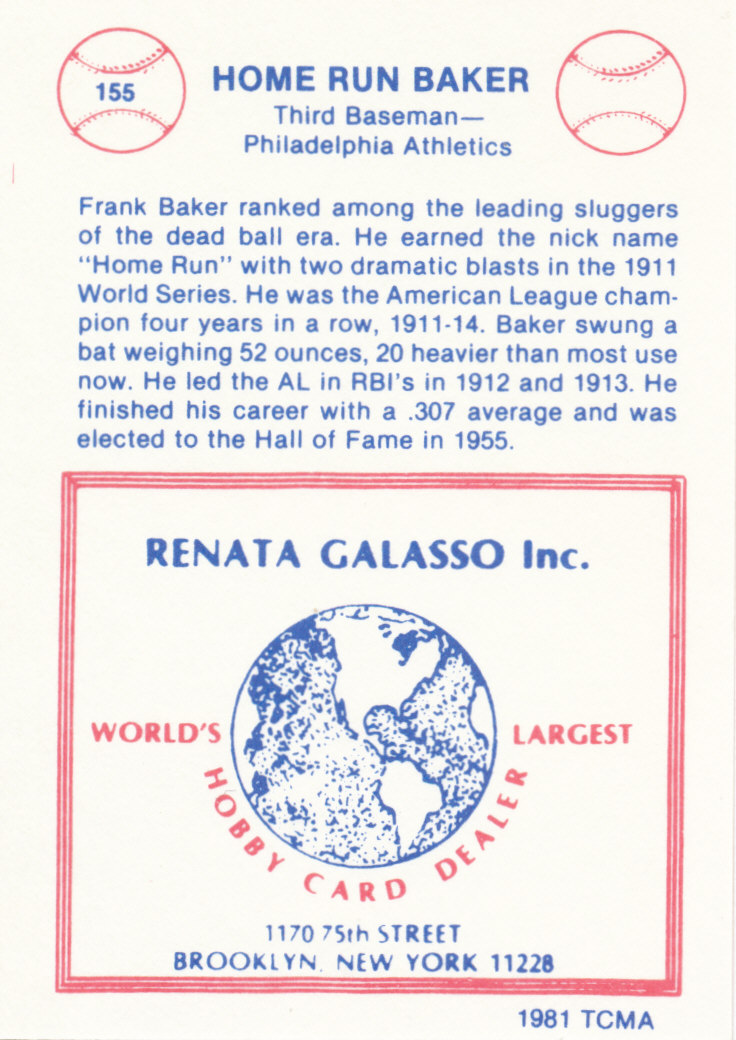 155
HOME RUN BAKER
Third Baseman—
Philadelphia Athletics
Frank Baker ranked among the leading sluggers
of the dead ball era. He earned the nick name
"Home Run" with two dramatic blasts in the 1911
World Series. He was the American League cham-
pion four years in a row, 1911-14. Baker swung a
bat weighing 52 ounces, 20 heavier than most use
now. He led the AL in RBI's in 1912 and 1913. He
finished his career with a .307 average and was
elected to the Hall of Fame in 1955.
RENATA GALASSO Inc.
WORLD'S LARGEST
HOBBY CARD DEALER
1170 75th STREET
BROOKLYN, NEW YORK 11228
1981 TCMA